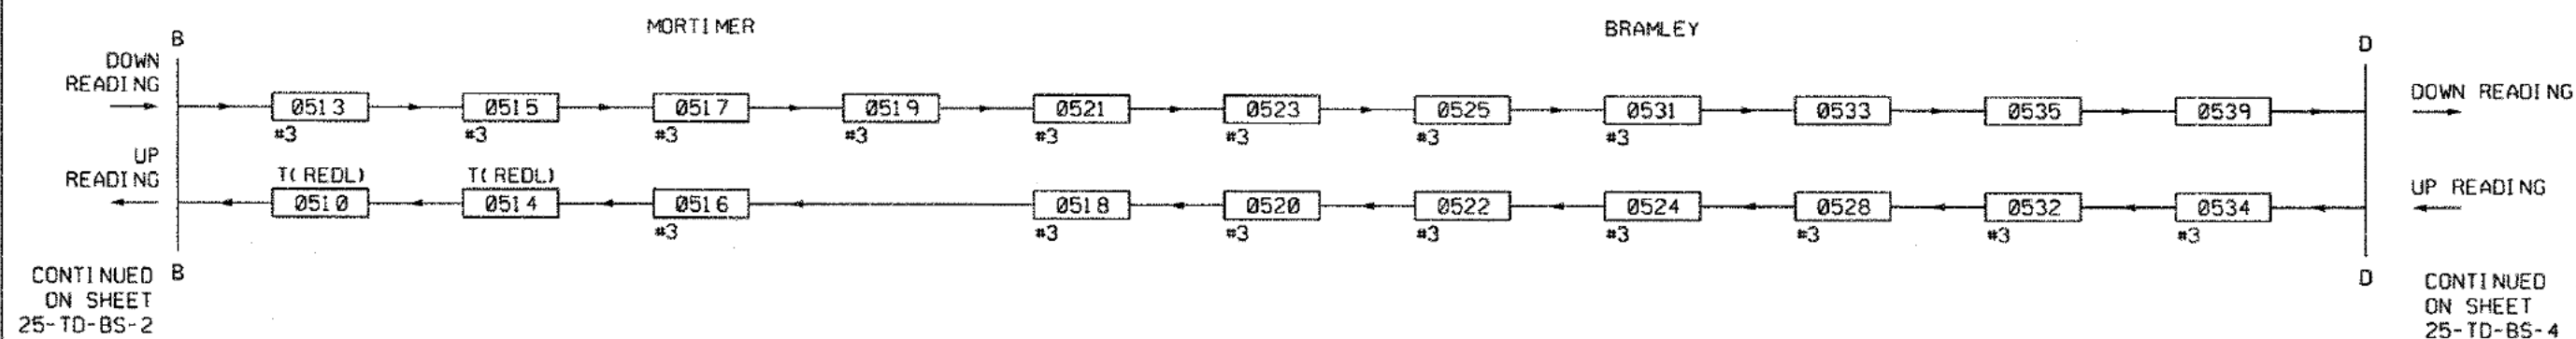 MORTIMER BRAMLEY
B D
DOWN
READING
0513 0515 0517 0519 0521 0523 0525 0531 0533 0535 0539
DOWN READING
#3 #3 #3 #3 #3 #3 #3 #3
UP
READING
T(REDL) T(REDL)
0510 0514 0516 0518 0520 0522 0524 0528 0532 0534
UP READING
#3 #3 #3 #3 #3 #3 #3 #3
B D
CONTINUED
ON SHEET
25-TD-BS-2
CONTINUED
ON SHEET
25-TD-BS-4